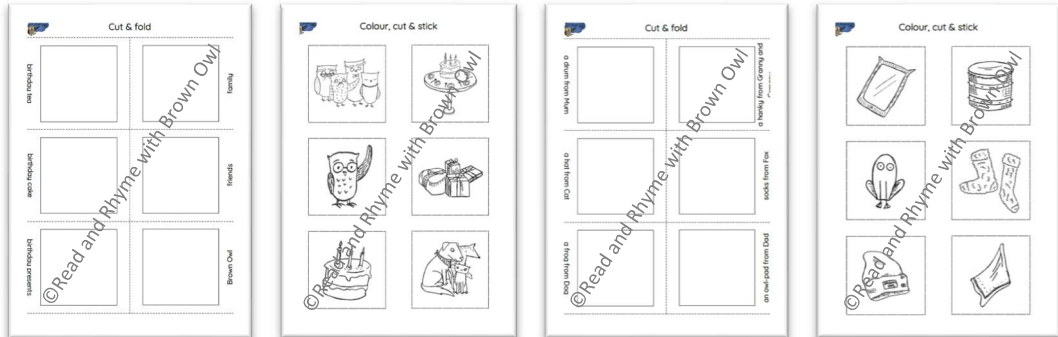 Cut & fold
birthday tea
family
birthday cake
friends
birthday presents
Brown Owl
©Read and Rhyme with Brown Owl
Colour, cut & stick
©Read and Rhyme with Brown Owl
Cut & fold
a drum from Mum
a hanky from Granny and
a hat from Cat
socks from Fox
a frog from Dog
an owl-pad from Dad
©Read and Rhyme with Brown Owl
Colour, cut & stick
©Read and Rhyme with Brown Owl